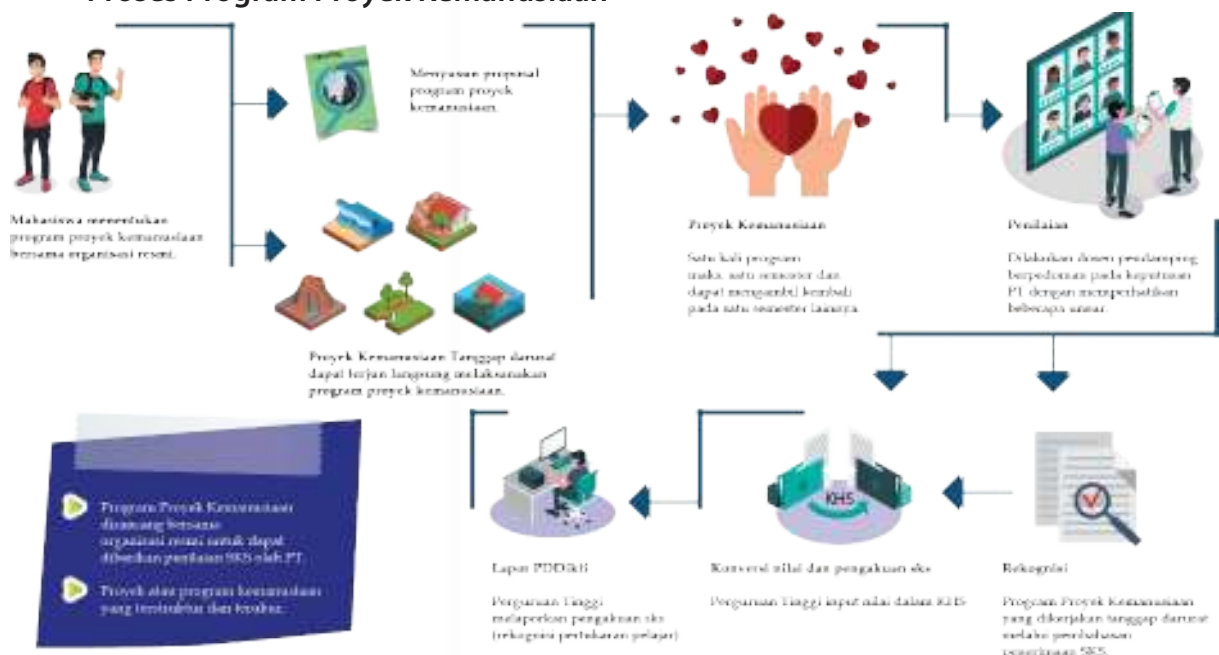 Proses Program Proyek Kemanusiaan
Menyusun proposal
program proyek
kemanusiaan.
Mahasiswa menentukan
program proyek kemanusiaan
bersama organisasi resmi.
Proyek Kemanusiaan Tanggap darurat
dapat terjun langsung melaksanakan
program proyek kemanusiaan.
Proyek Kemanusiaan
Satu kali program
maks. satu semester dan
dapat mengambil kembali
pada satu semester lainnya
Penilaian
Dilakukan dosen pendamping
berpedoman pada keputusan
PT dengan memperhatikan
beberapa unsur.
Rekognisi
Program Proyek Kemanusiaan
yang dikerjakan tanggap darurat
melalui pembahasan
penerimaan SKS.
KHS
Konversi nilai dan pengakuan sks
Perguruan Tinggi input nilai dalam KHS
Lapor PDDikti
Perguruan Tinggi
melaporkan pengakuan sks
(rekognisi pertukaran pelajar)
Program Proyek Kemanusiaan
dirancang bersama
organisasi resmi untuk dapat
diberikan penilaian SKS oleh PT.
Proyek atau program kemanusiaan
yang terstruktur dan terukur.